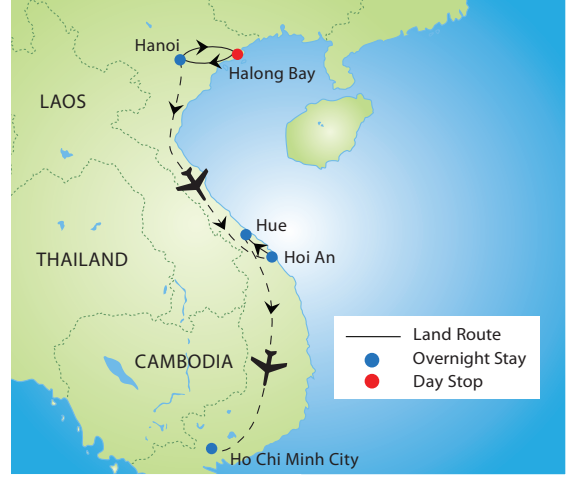 Hanoi
Halong Bay
LAOS
Hue
Hoi An
THAILAND
CAMBODIA
Ho Chi Minh City
Land Route
Overnight Stay
Day Stop